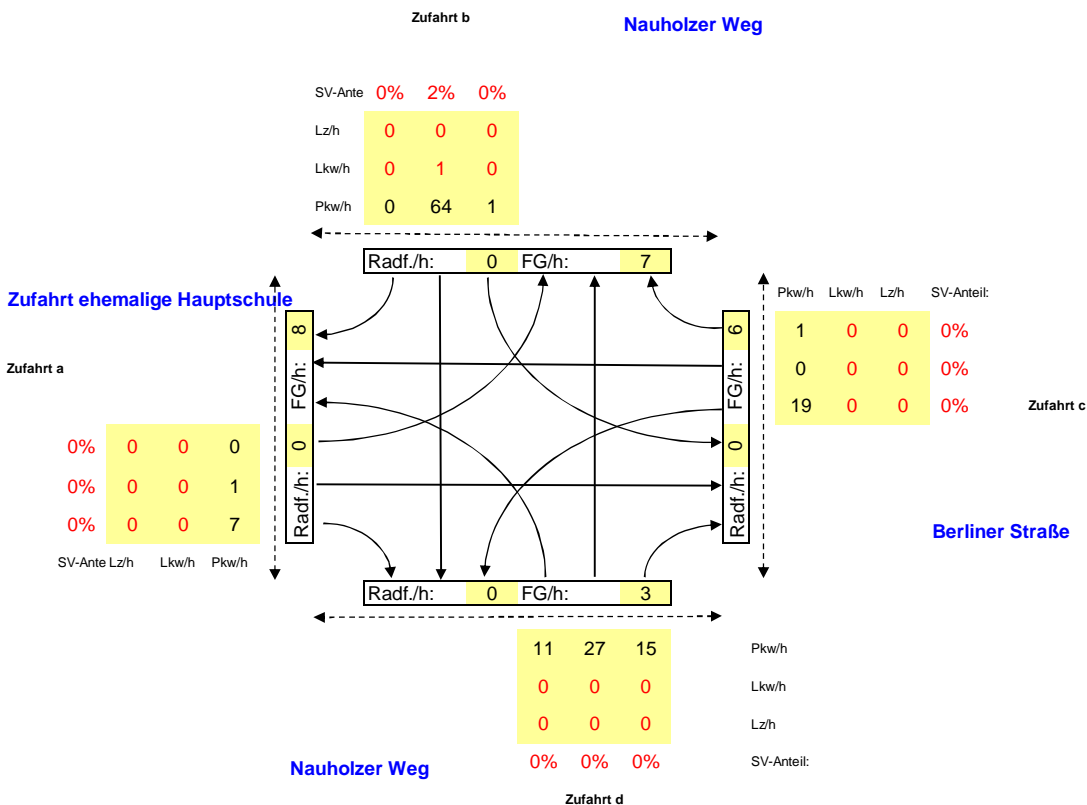 Zufahrt b
Nauholzer Weg
SV-Ante 0% 2% 0%
Lz/h 0 0 0
Lkw/h 0 1 0
Pkw/h 0 64 1
Radf./h: 0 FG/h: 7
Zufahrt ehemalige Hauptschule
Zufahrt a
Radf./h: 0 FG/h: 8
0% 0 0 0
0% 0 0 1
0% 0 0 7
SV-Ante Lz/h Lkw/h Pkw/h
Radf./h: 0 FG/h: 6
Pkw/h Lkw/h Lz/h SV-Anteil:
1 0 0 0%
0 0 0 0%
19 0 0 0%
Zufahrt c
Berliner Straße
Radf./h: 0 FG/h: 3
11 27 15 Pkw/h
0 0 0 Lkw/h
0 0 0 Lz/h
0% 0% 0% SV-Anteil:
Nauholzer Weg
Zufahrt d